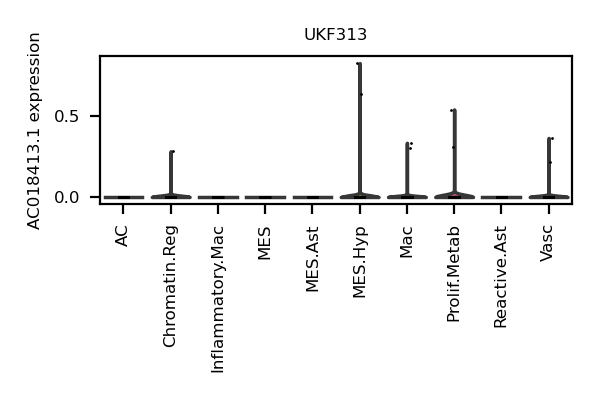 UKF313
AC018413.1 expression
0.5
0.0
AC
Chromatin.Reg
Inflammatory.Mac
MES
MES.Ast
MES.Hyp
Mac
Prolif.Metab
Reactive.Ast
Vasc